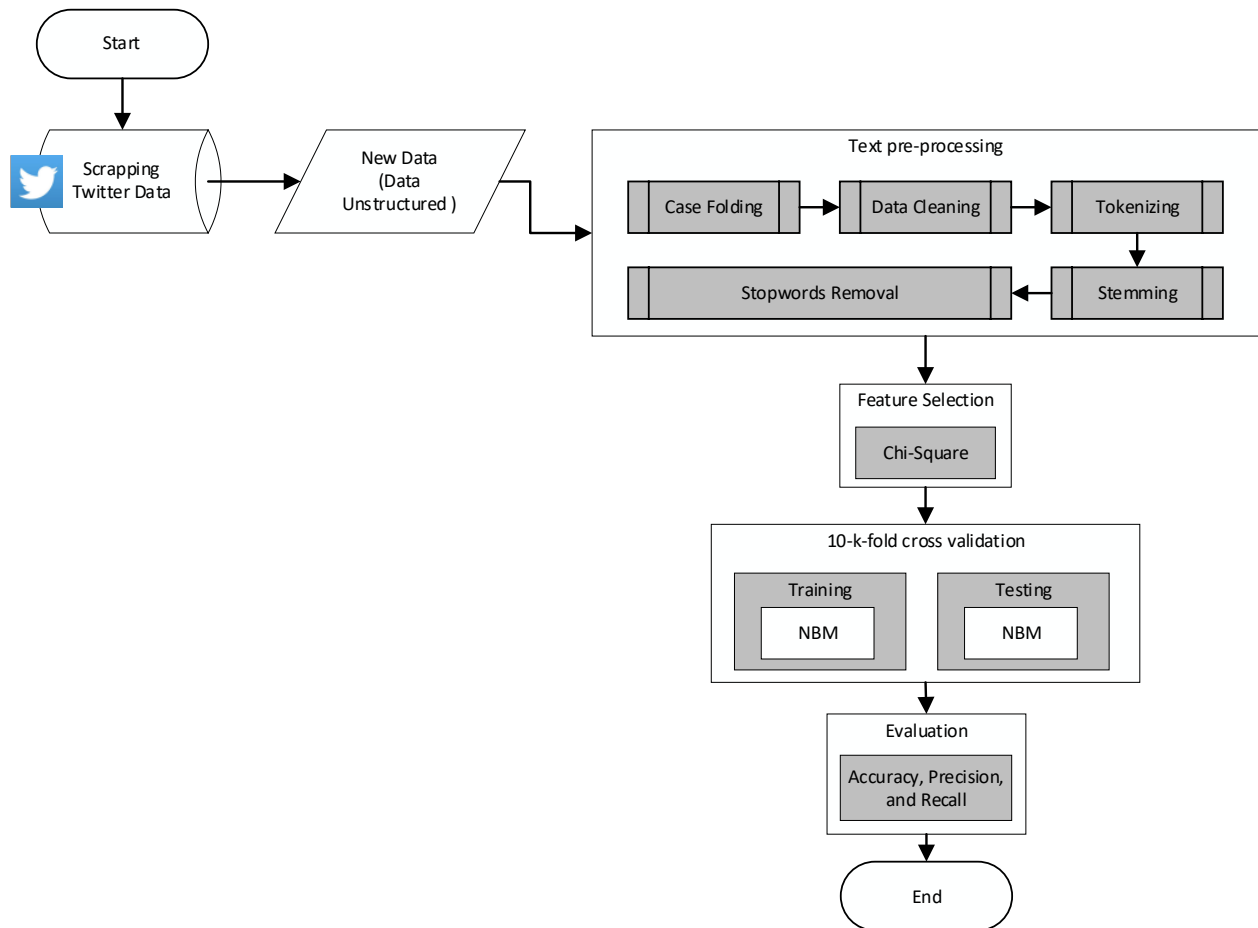 Start
Scrapping
Twitter Data
New Data
(Data
Unstructured )
Text pre-processing
Case Folding
Data Cleaning
Tokenizing
Stemming
Stopwords Removal
Feature Selection
Chi-Square
10-k-fold cross validation
Training
NBM
Testing
NBM
Evaluation
Accuracy, Precision,
and Recall
End